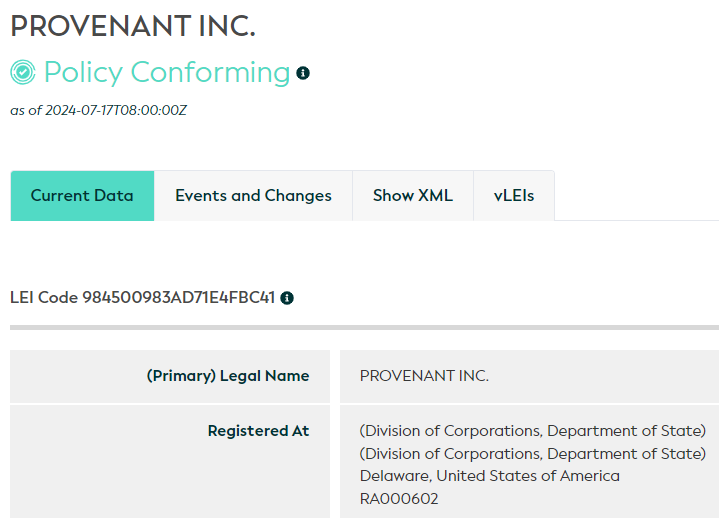 PROVENANT INC.
Policy Conforming
as of 2024-07-17T08:00:00Z
Current Data
Events and Changes
Show XML
vLEIs
LEI Code 984500983AD71E4FBC41
(Primary) Legal Name
PROVENANT INC.
Registered At
(Division of Corporations, Department of State)
(Division of Corporations, Department of State)
Delaware, United States of America
RA000602